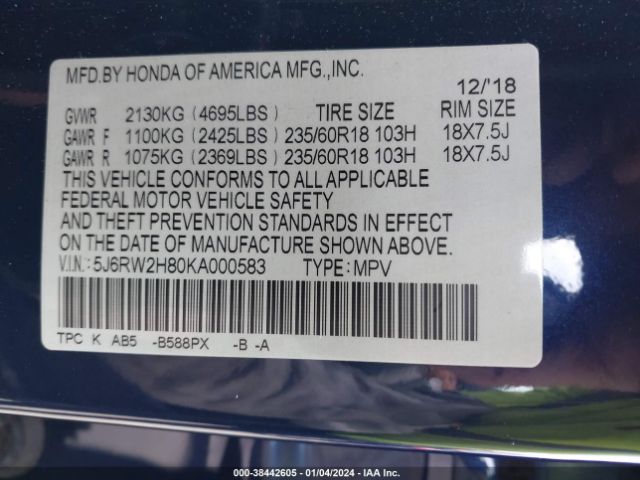 MFD.BY HONDA OF AMERICA MFG.,INC.
12/'18
GVWR 2130KG (4695LBS) TIRE SIZE RIM SIZE
GAWR F 1100KG (2425LBS) 235/60R18 103H 18X7.5J
GAWR R 1075KG (2369LBS) 235/60R18 103H 18X7.5J
THIS VEHICLE CONFORMS TO ALL APPLICABLE
FEDERAL MOTOR VEHICLE SAFETY
AND THEFT PREVENTION STANDARDS IN EFFECT
ON THE DATE OF MANUFACTURE SHOWN ABOVE.
V.I.N.: 5J6RW2H80KA000583 TYPE: MPV
TPC K AB5 -B588PX -B -A
000-38442605 - 01/04/2024 - IAA Inc.